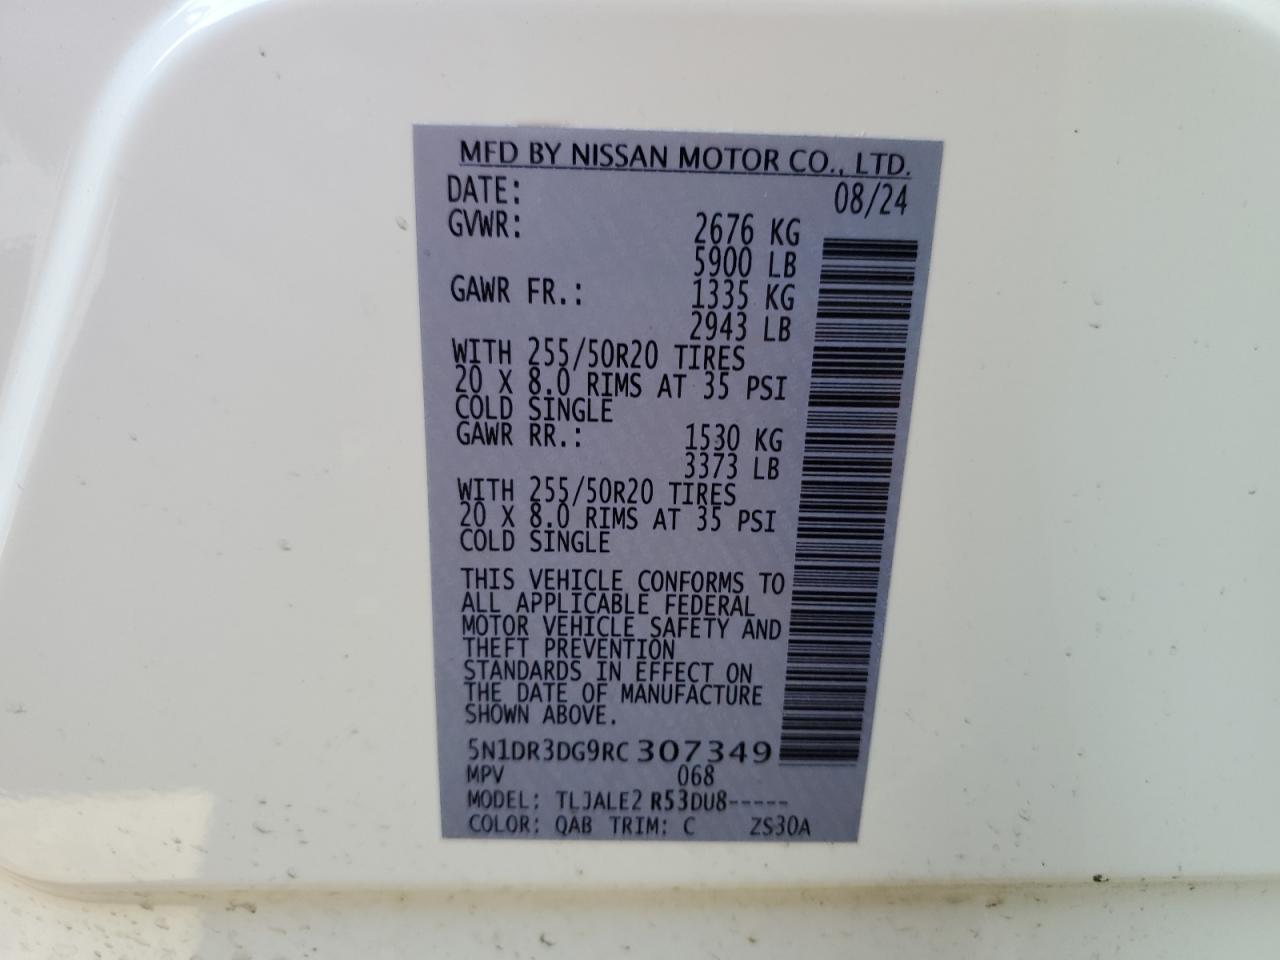 MFD BY NISSAN MOTOR CO., LTD.
DATE: 08/24
GVWR: 2676 KG
5900 LB
GAWR FR.: 1335 KG
2943 LB
WITH 255/50R20 TIRES
20 X 8.0 RIMS AT 35 PSI
COLD SINGLE
GAWR RR.: 1530 KG
3373 LB
WITH 255/50R20 TIRES
20 X 8.0 RIMS AT 35 PSI
COLD SINGLE
THIS VEHICLE CONFORMS TO
ALL APPLICABLE FEDERAL
MOTOR VEHICLE SAFETY AND
THEFT PREVENTION
STANDARDS IN EFFECT ON
THE DATE OF MANUFACTURE
SHOWN ABOVE.
5N1DR3DG9RC307349
MPV 068
MODEL: TLJALE2 R53DU8-----
COLOR: QAB TRIM: C ZS30A